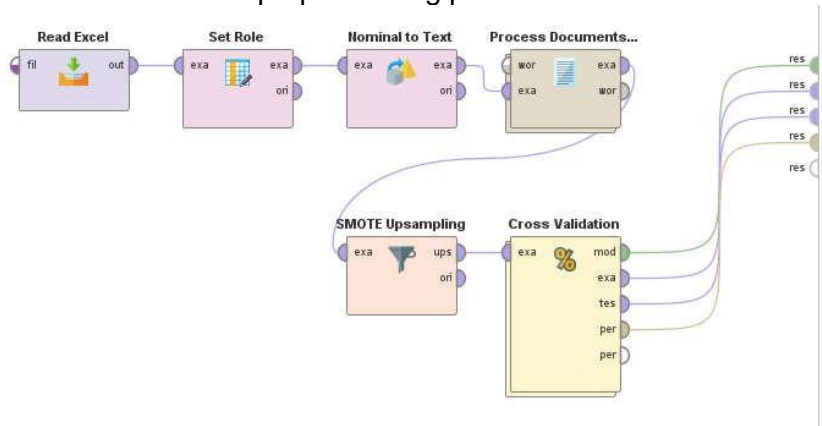 Read Excel
fil
out
Set Role
exa
exa
ori
Nominal to Text
exa
exa
ori
Process Documents...
wor
exa
exa
wor
res
res
res
res
res
SMOTE Upsampling
exa
ups
ori
Cross Validation
exa
mod
exa
tes
per
per